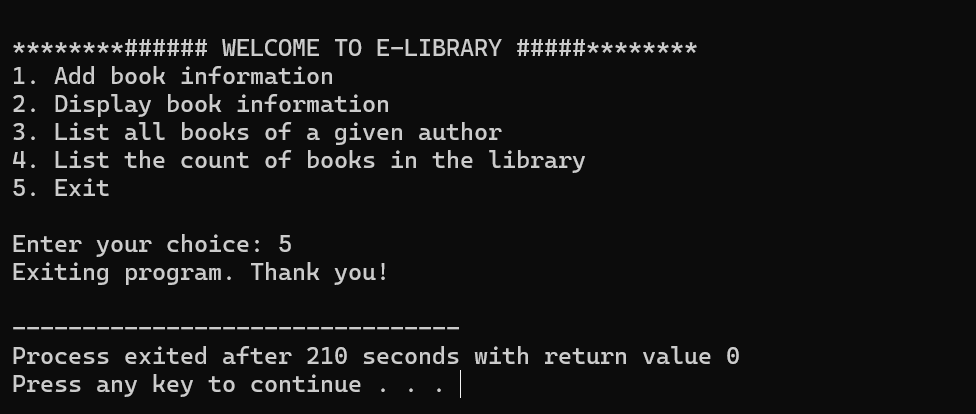 ********###### WELCOME TO E-LIBRARY #####********
1. Add book information
2. Display book information
3. List all books of a given author
4. List the count of books in the library
5. Exit
Enter your choice: 5
Exiting program. Thank you!
--------------------------------
Process exited after 210 seconds with return value 0
Press any key to continue . . .